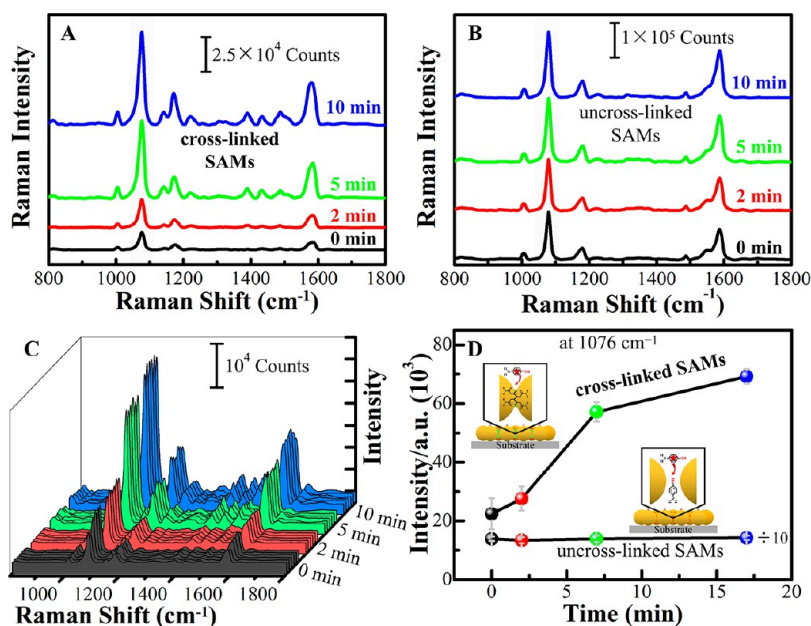 A
2.5×10⁴ Counts
10 min
cross-linked
SAMs
5 min
2 min
0 min
Raman Intensity
800 1000 1200 1400 1600 1800
Raman Shift (cm⁻¹)
B
1×10⁵ Counts
10 min
uncross-linked
SAMs
5 min
2 min
0 min
Raman Intensity
800 1000 1200 1400 1600 1800
Raman Shift (cm⁻¹)
C
10⁴ Counts
Intensity
10 min
5 min
2 min
0 min
1000 1200 1400 1600 1800
Raman Shift (cm⁻¹)
D
at 1076 cm⁻¹
cross-linked SAMs
Substrate
Substrate
÷10
uncross-linked SAMs
80
60
40
20
0
Intensity/a.u. (10³)
0 5 10 15 20
Time (min)